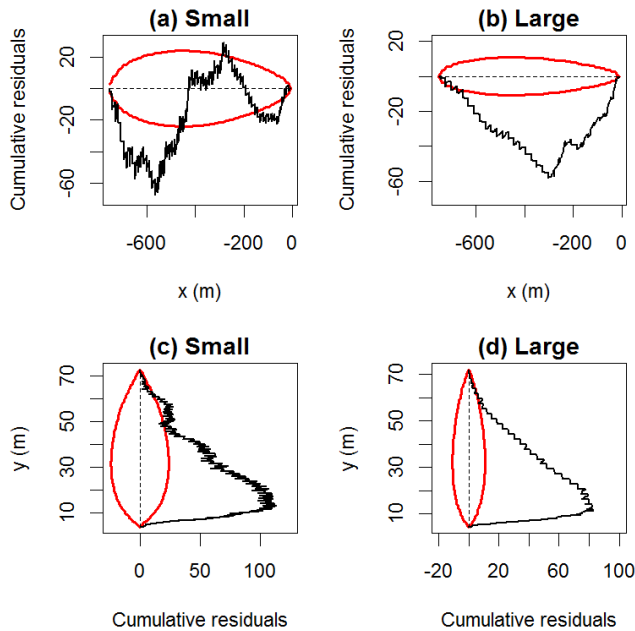 (a) Small
Cumulative residuals
20
-20
-60
-600
-200
0
x (m)
(b) Large
Cumulative residuals
20
-20
-60
-600
-200
0
x (m)
(c) Small
y (m)
70
50
30
10
0
50
100
Cumulative residuals
(d) Large
y (m)
70
50
30
10
-20
20
60
100
Cumulative residuals